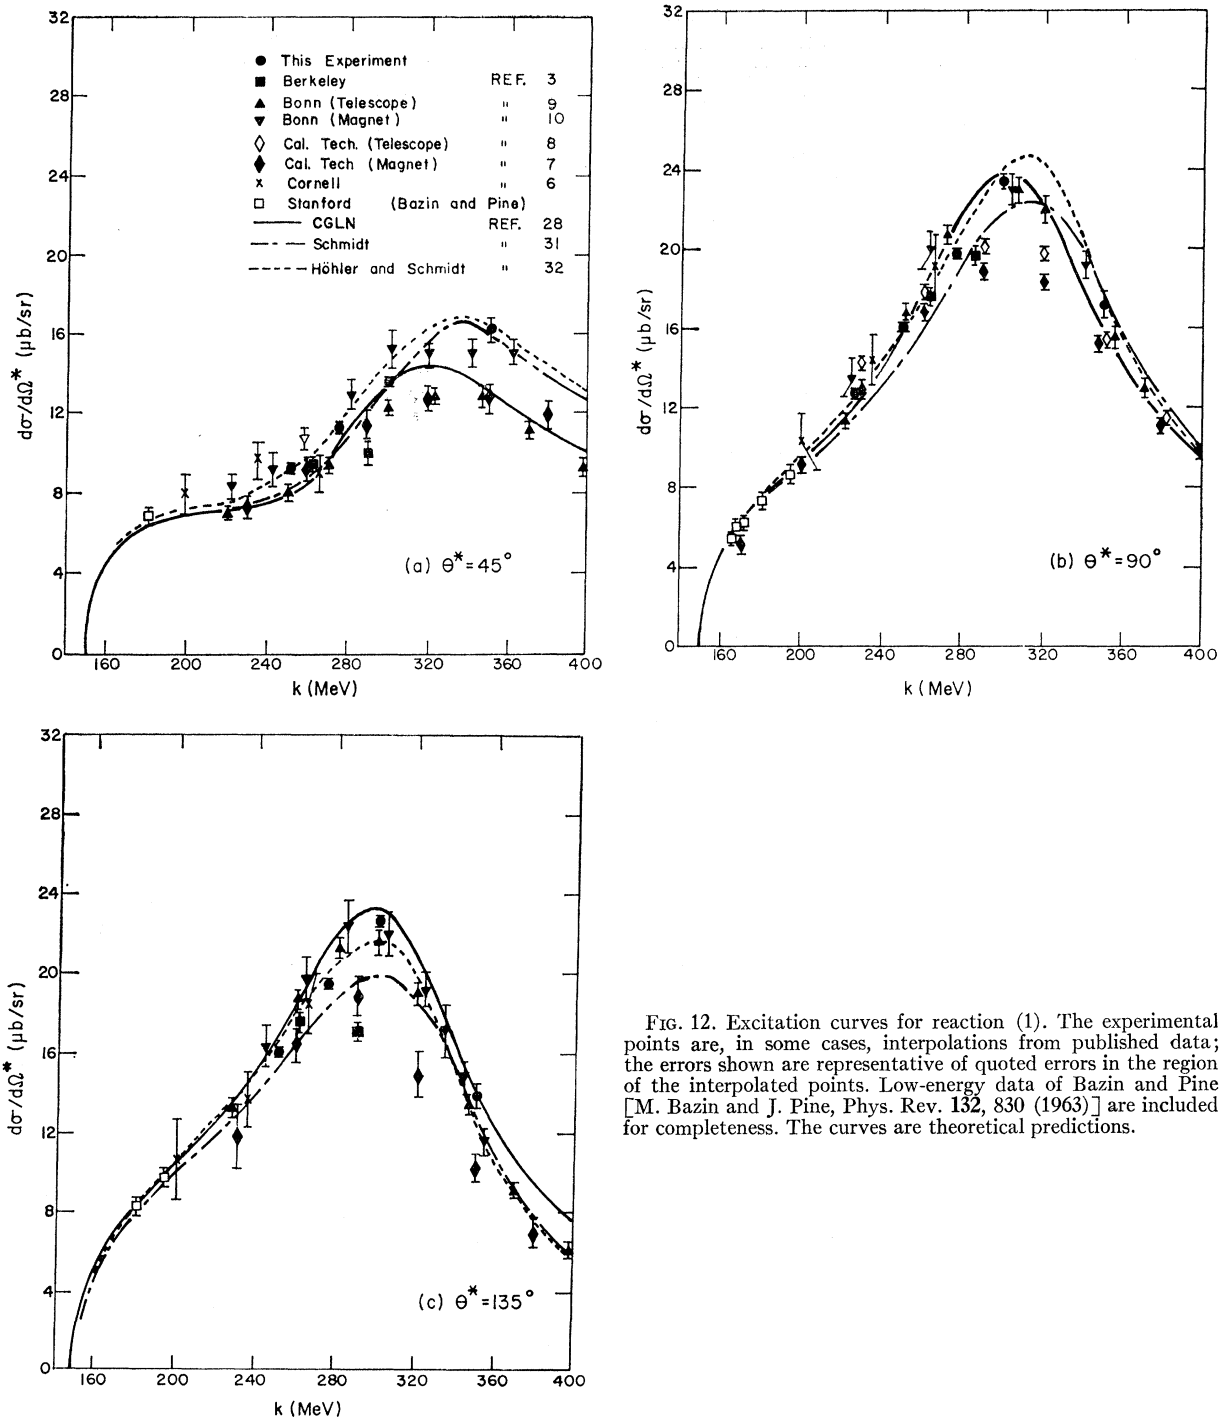 32
28
24
20
16
12
8
4
0
dσ/dΩ* (μb/sr)
This Experiment
Berkeley REF. 3
Bonn (Telescope) " 9
Bonn (Magnet) " 10
Cal. Tech. (Telescope) " 8
Cal. Tech (Magnet) " 7
Cornell " 6
Stanford (Bazin and Pine)
CGLN REF. 28
Schmidt " 31
Höhler and Schmidt " 32
(a) θ*=45°
160 200 240 280 320 360 400
k (MeV)
32
28
24
20
16
12
8
4
0
dσ/dΩ* (μb/sr)
(b) θ*=90°
160 200 240 280 320 360 400
k (MeV)
32
28
24
20
16
12
8
4
0
dσ/dΩ* (μb/sr)
(c) θ*=135°
160 200 240 280 320 360 400
k (MeV)
FIG. 12. Excitation curves for reaction (1). The experimental
points are, in some cases, interpolations from published data;
the errors shown are representative of quoted errors in the region
of the interpolated points. Low-energy data of Bazin and Pine
[M. Bazin and J. Pine, Phys. Rev. 132, 830 (1963)] are included
for completeness. The curves are theoretical predictions.